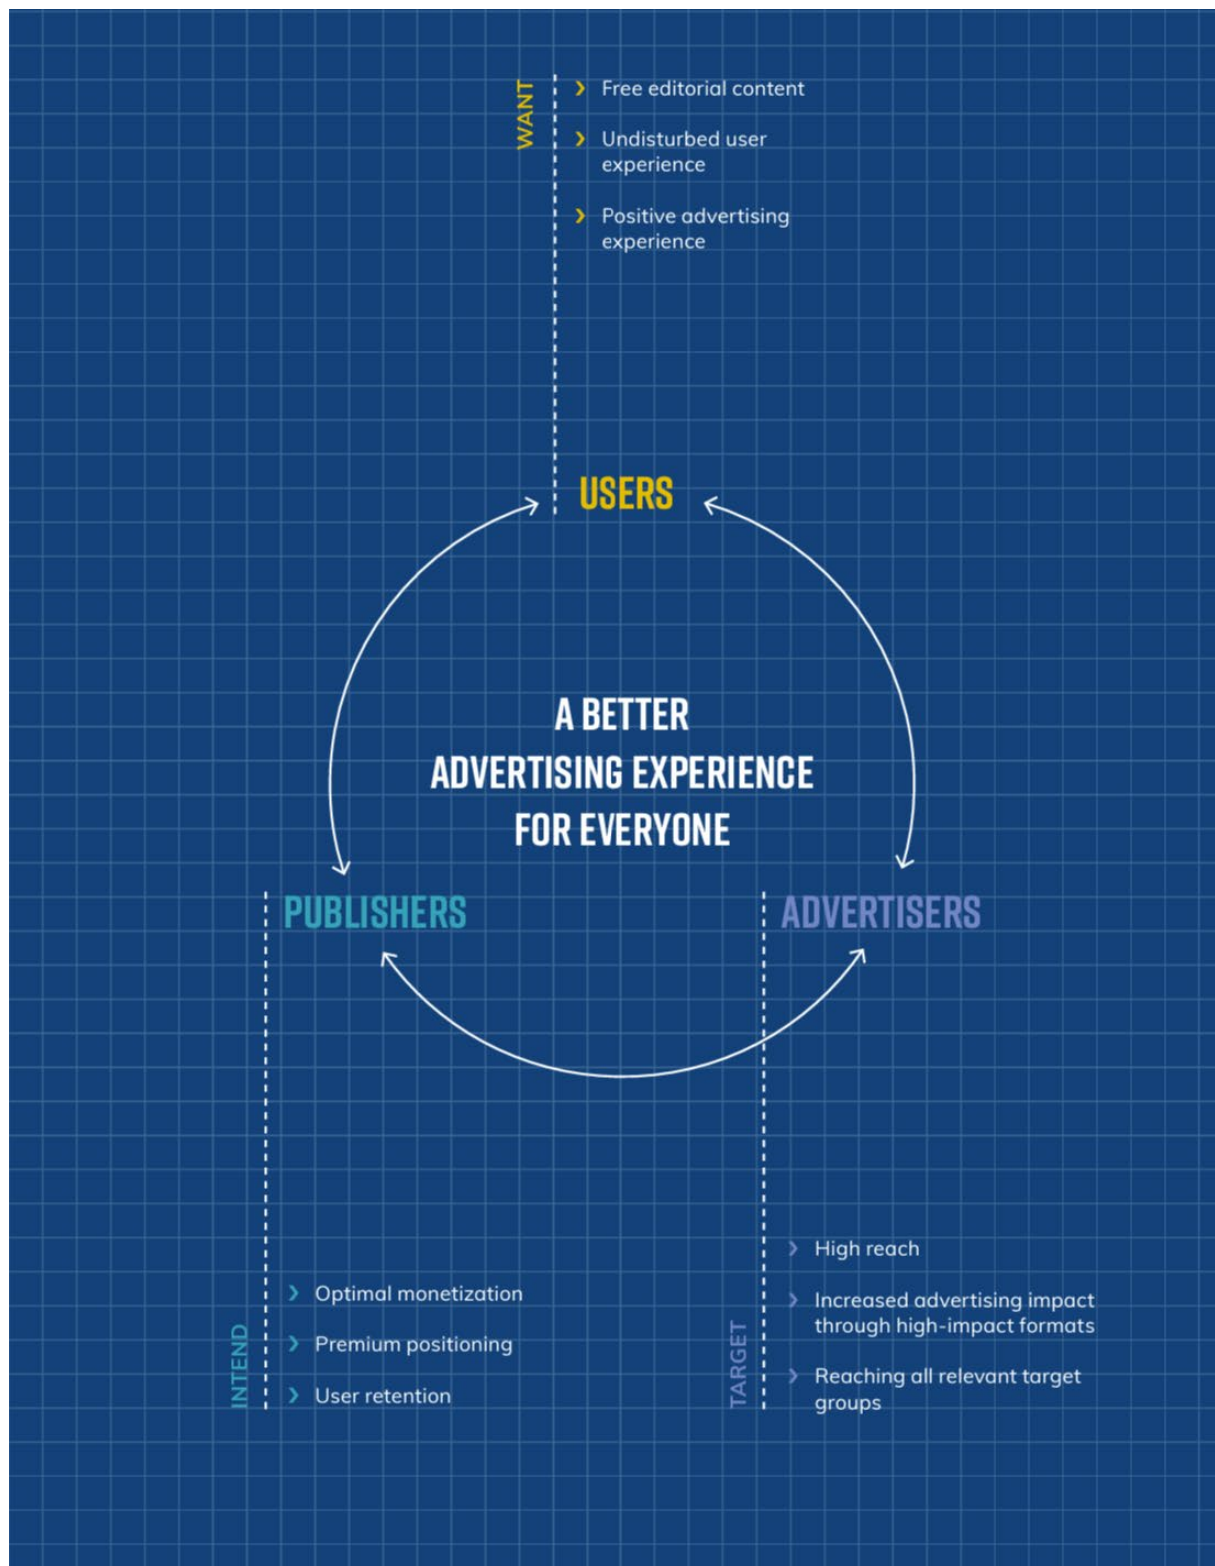 WANT
Free editorial content
Undisturbed user
experience
Positive advertising
experience
USERS
A BETTER
ADVERTISING EXPERIENCE
FOR EVERYONE
PUBLISHERS
ADVERTISERS
INTEND
Optimal monetization
Premium positioning
User retention
TARGET
High reach
Increased advertising impact
through high-impact formats
Reaching all relevant target
groups